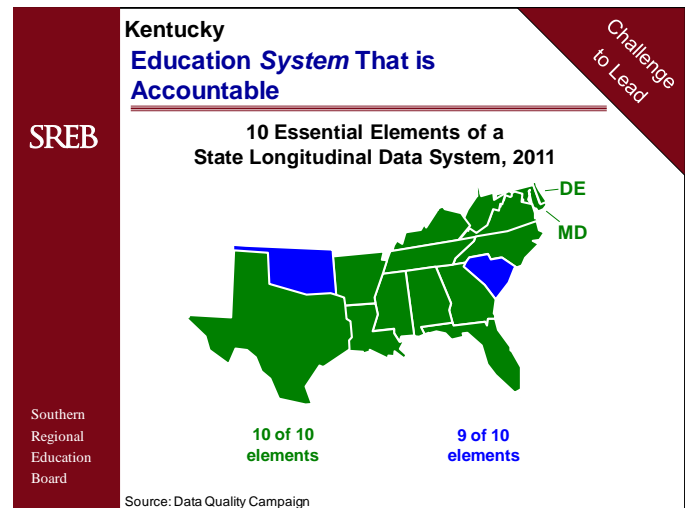 Kentucky
Education System That is
Accountable
Challenge
to Lead
SREB
10 Essential Elements of a
State Longitudinal Data System, 2011
DE
MD
10 of 10
elements
9 of 10
elements
Southern
Regional
Education
Board
Source: Data Quality Campaign